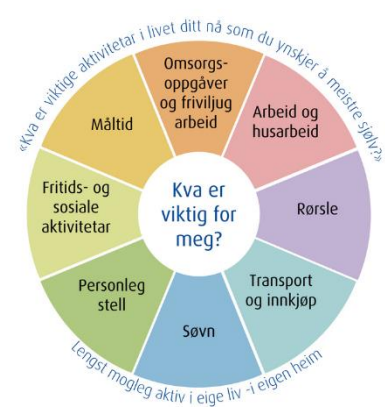 «Kva er viktige aktivitetar i livet ditt nå som du ynskjer å meistre sjølv?»
Omsorgs-
oppgåver
og friviljug
arbeid
Arbeid og
husarbeid
Rørsle
Transport
og innkjøp
Søvn
Personleg
stell
Fritids- og
sosiale
aktivitetar
Måltid
Kva er
viktig for
meg?
Lengst mogleg aktiv i eige liv -i eigen heim